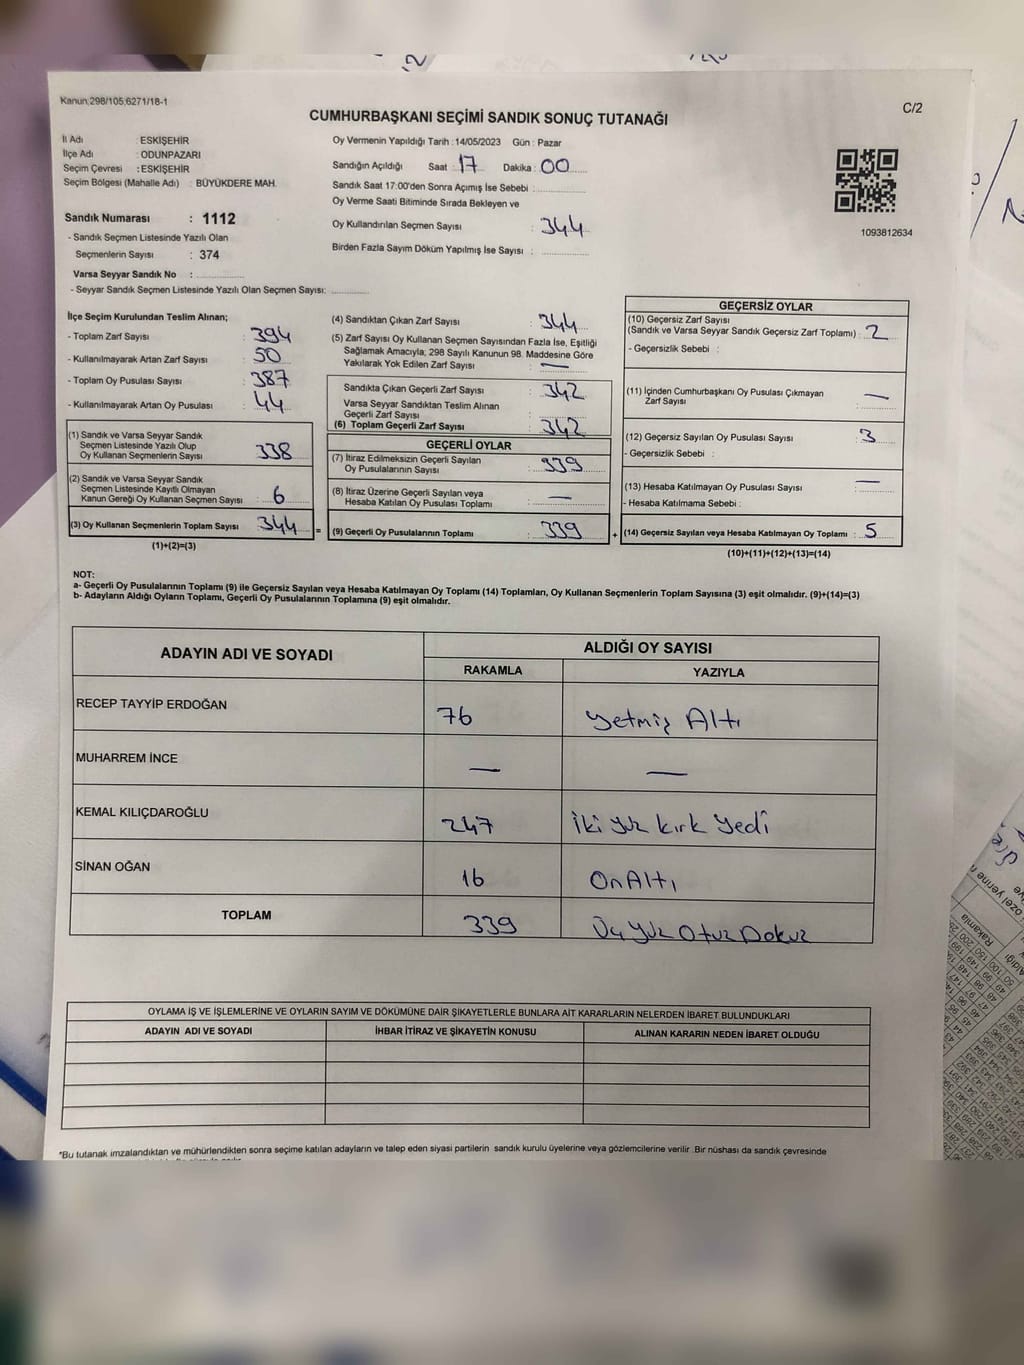 Kanun;298/105;6271/18-1
C/2
CUMHURBAŞKANI SEÇİMİ SANDIK SONUÇ TUTANAĞI
İl Adı : ESKİŞEHİR
İlçe Adı : ODUNPAZARI
Seçim Çevresi : ESKİŞEHİR
Seçim Bölgesi (Mahalle Adı) : BÜYÜKDERE MAH.
Oy Vermenin Yapıldığı Tarih : 14/05/2023 Gün : Pazar
Sandığın Açıldığı Saat 17 Dakika : 00
Sandık Saat 17:00'den Sonra Açımış İse Sebebi :
Oy Verme Saati Bitiminde Sırada Bekleyen ve
Oy Kullandırılan Seçmen Sayısı : 344
Birden Fazla Sayım Döküm Yapılmış İse Sayısı :
1093812634
Sandık Numarası : 1112
- Sandık Seçmen Listesinde Yazılı Olan
Seçmenlerin Sayısı : 374
Varsa Seyyar Sandık No :
- Seyyar Sandık Seçmen Listesinde Yazılı Olan Seçmen Sayısı:
İlçe Seçim Kurulundan Teslim Alınan;
- Toplam Zarf Sayısı : 394
- Kullanılmayarak Artan Zarf Sayısı : 50
- Toplam Oy Pusulası Sayısı : 387
- Kullanılmayarak Artan Oy Pusulası : 44
(1) Sandık ve Varsa Seyyar Sandık
Seçmen Listesinde Yazılı Olup
Oy Kullanan Seçmenlerin Sayısı : 338
(2) Sandık ve Varsa Seyyar Sandık
Seçmen Listesinde Kayıtlı Olmayan
Kanun Gereği Oy Kullanan Seçmen Sayısı : 6
(3) Oy Kullanan Seçmenlerin Toplam Sayısı : 344 =
(1)+(2)=(3)
(4) Sandıktan Çıkan Zarf Sayısı : 344
(5) Zarf Sayısı Oy Kullanan Seçmen Sayısından Fazla İse, Eşitliği
Sağlamak Amacıyla; 298 Sayılı Kanunun 98. Maddesine Göre
Yakılarak Yok Edilen Zarf Sayısı : —
Sandıkta Çıkan Geçerli Zarf Sayısı : 342
Varsa Seyyar Sandıktan Teslim Alınan
Geçerli Zarf Sayısı :
(6) Toplam Geçerli Zarf Sayısı : 342
GEÇERLİ OYLAR
(7) İtiraz Edilmeksizin Geçerli Sayılan
Oy Pusulalarının Sayısı : 339
(8) İtiraz Üzerine Geçerli Sayılan veya
Hesaba Katılan Oy Pusulası Toplamı : —
(9) Geçerli Oy Pusulalarının Toplamı : 339 +
GEÇERSİZ OYLAR
(10) Geçersiz Zarf Sayısı
(Sandık ve Varsa Seyyar Sandık Geçersiz Zarf Toplamı) : 2
- Geçersizlik Sebebi :
(11) İçinden Cumhurbaşkanı Oy Pusulası Çıkmayan
Zarf Sayısı : —
(12) Geçersiz Sayılan Oy Pusulası Sayısı : 3
- Geçersizlik Sebebi :
(13) Hesaba Katılmayan Oy Pusulası Sayısı : —
- Hesaba Katılmama Sebebi :
(14) Geçersiz Sayılan veya Hesaba Katılmayan Oy Toplamı : 5
(10)+(11)+(12)+(13)=(14)
NOT:
a- Geçerli Oy Pusulalarının Toplamı (9) ile Geçersiz Sayılan veya Hesaba Katılmayan Oy Toplamı (14) Toplamları, Oy Kullanan Seçmenlerin Toplam Sayısına (3) eşit olmalıdır. (9)+(14)=(3)
b- Adayların Aldığı Oyların Toplamı, Geçerli Oy Pusulalarının Toplamına (9) eşit olmalıdır.
ADAYIN ADI VE SOYADI
ALDIĞI OY SAYISI
RAKAMLA YAZIYLA
RECEP TAYYİP ERDOĞAN 76 Yetmiş Altı
MUHARREM İNCE — —
KEMAL KILIÇDAROĞLU 247 İki yüz kırk yedi
SİNAN OĞAN 16 On Altı
TOPLAM 339 Üç Yüz Otuz Dokuz
OYLAMA İŞ VE İŞLEMLERİNE VE OYLARIN SAYIM VE DÖKÜMÜNE DAİR ŞİKAYETLERLE BUNLARA AİT KARARLARIN NELERDEN İBARET BULUNDUKLARI
ADAYIN ADI VE SOYADI İHBAR İTİRAZ VE ŞİKAYETİN KONUSU ALINAN KARARIN NEDEN İBARET OLDUĞU
*Bu tutanak imzalandıktan ve mühürlendikten sonra seçime katılan adayların ve talep eden siyasi partilerin sandık kurulu üyelerine veya gözlemcilerine verilir .Bir nüshası da sandık çevresinde